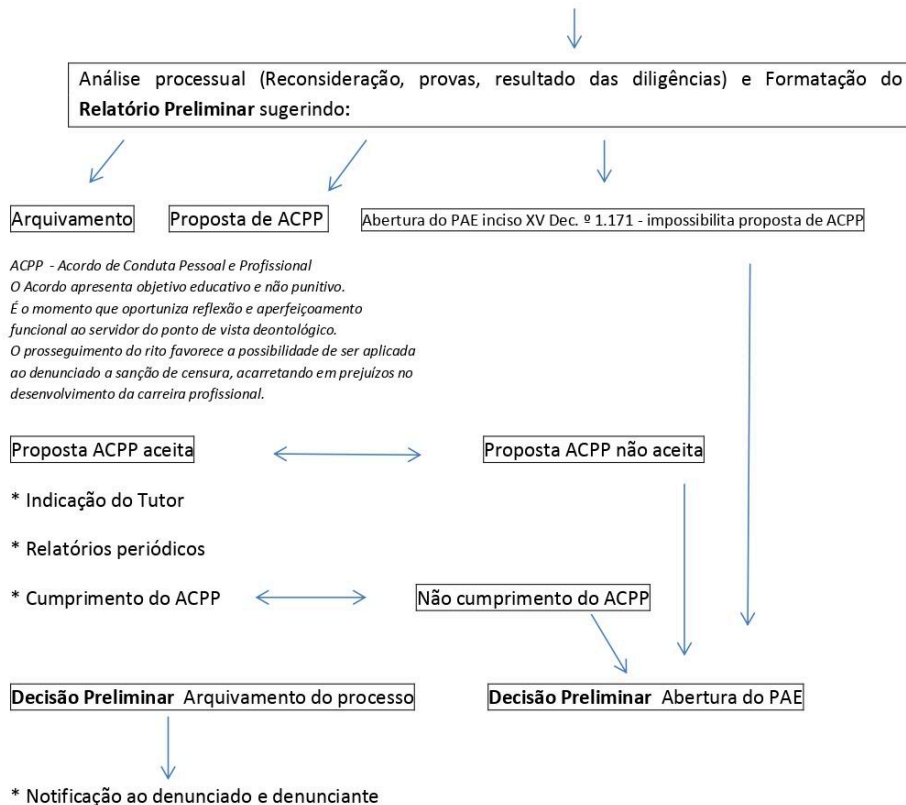 Análise processual (Reconsideração, provas, resultado das diligências) e Formatação do
Relatório Preliminar sugerindo:
Arquivamento
Proposta de ACPP
Abertura do PAE inciso XV Dec. º 1.171 - impossibilita proposta de ACPP
ACPP - Acordo de Conduta Pessoal e Profissional
O Acordo apresenta objetivo educativo e não punitivo.
É o momento que oportuniza reflexão e aperfeiçoamento
funcional ao servidor do ponto de vista deontológico.
O prosseguimento do rito favorece a possibilidade de ser aplicada
ao denunciado a sanção de censura, acarretando em prejuízos no
desenvolvimento da carreira profissional.
Proposta ACPP aceita
Proposta ACPP não aceita
* Indicação do Tutor
* Relatórios periódicos
* Cumprimento do ACPP
Não cumprimento do ACPP
Decisão Preliminar Arquivamento do processo
Decisão Preliminar Abertura do PAE
* Notificação ao denunciado e denunciante